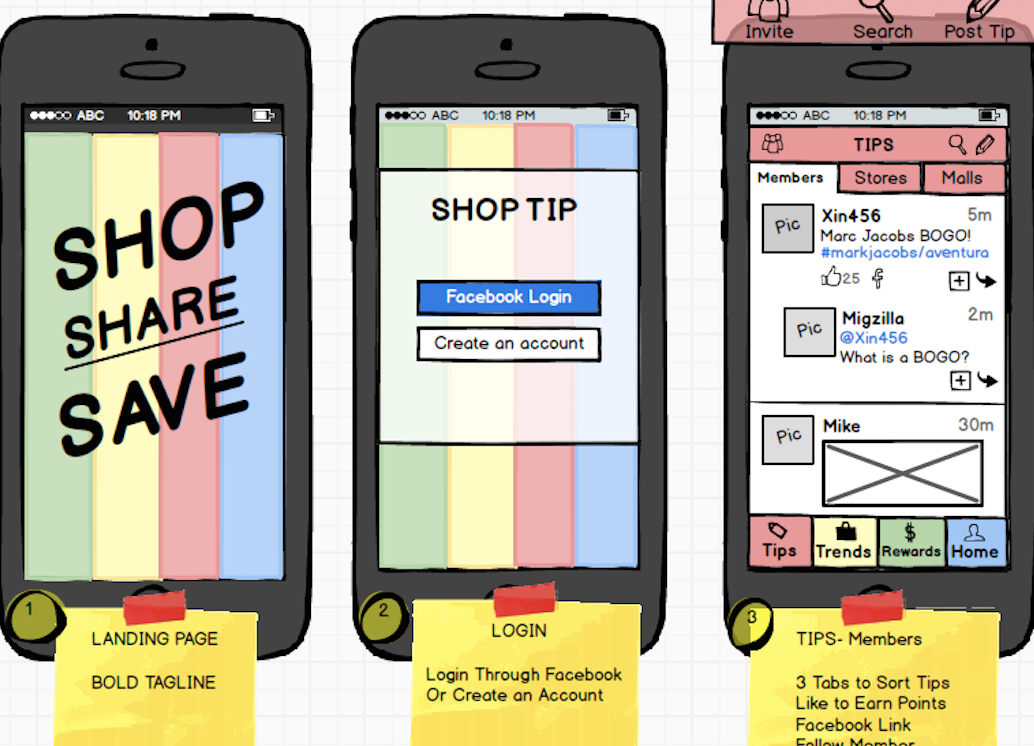 Invite Search Post Tip
ABC 10:18 PM
SHOP
SHARE
SAVE
1
LANDING PAGE
BOLD TAGLINE
ABC 10:18 PM
SHOP TIP
Facebook Login
Create an account
2
LOGIN
Login Through Facebook
Or Create an Account
ABC 10:18 PM
TIPS
Members Stores Malls
Pic
Xin456 5m
Marc Jacobs BOGO!
#markjacobs/aventura
25
Pic
Migzilla 2m
@Xin456
What is a BOGO?
Pic
Mike 30m
Tips Trends Rewards Home
3
TIPS- Members
3 Tabs to Sort Tips
Like to Earn Points
Facebook Link
Follow Member